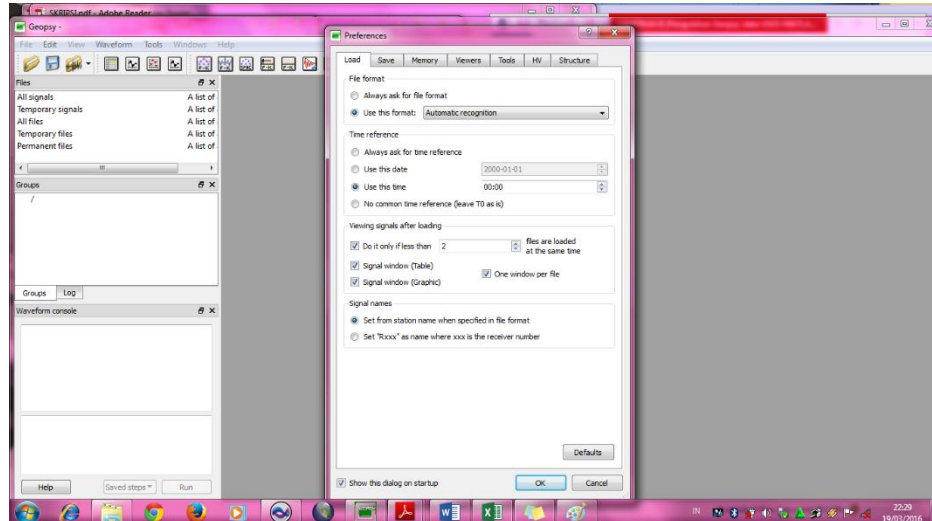 SKRIPSI.pdf - Adobe Reader
Geopsy -
File Edit View Waveform Tools Windows Help
Files
All signals A list of
Temporary signals A list of
All files A list of
Temporary files A list of
Permanent files A list of
Groups
/
Groups Log
Waveform console
Help Saved steps Run
Preferences
Load Save Memory Viewers Tools HV Structure
File format
Always ask for file format
Use this format: Automatic recognition
Time reference
Always ask for time reference
Use this date 2000-01-01
Use this time 00:00
No common time reference (leave T0 as is)
Viewing signals after loading
Do it only if less than 2 files are loaded
at the same time
Signal window (Table)
One window per file
Signal window (Graphic)
Signal names
Set from station name when specified in file format
Set "Rxxx" as name where xxx is the receiver number
Defaults
Show this dialog on startup OK Cancel
IN 22:29
19/03/2016